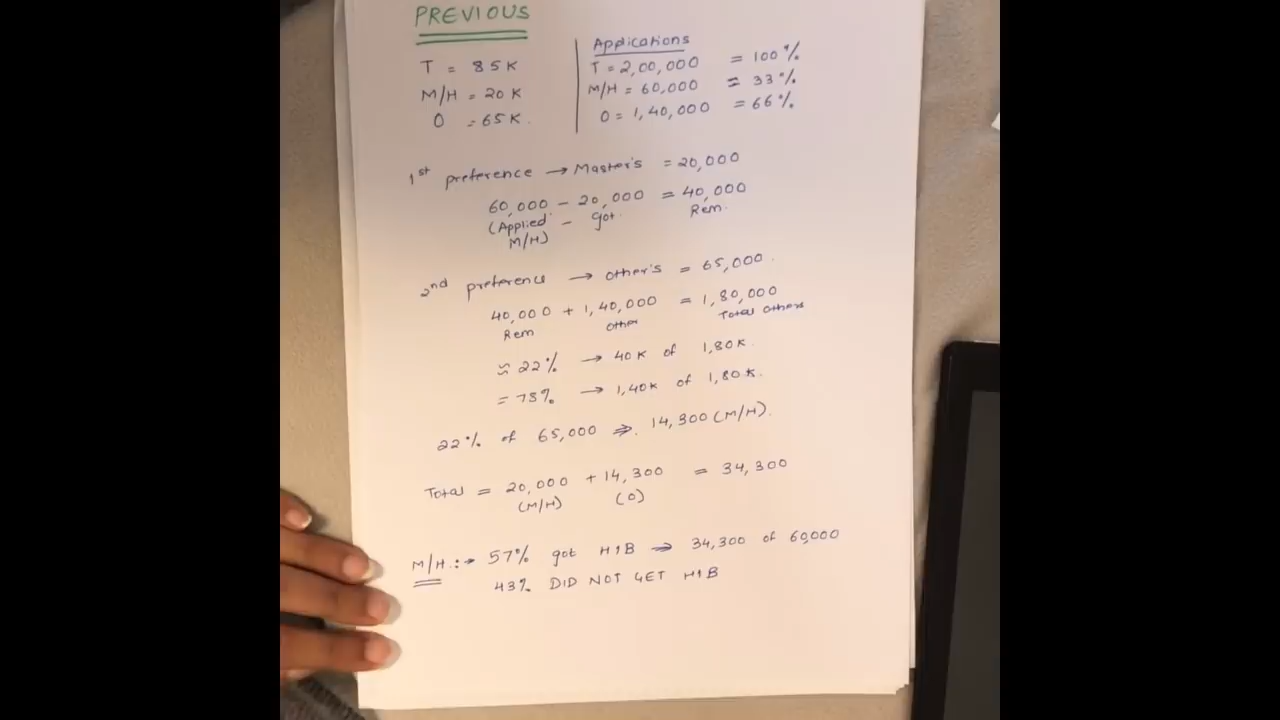 PREVIOUS
T = 85K
M/H = 20K
O = 65K.
Applications
T = 2,00,000 = 100%
M/H = 60,000 = 33%
O = 1,40,000 = 66%
1st preference → Master's = 20,000
60,000 - 20,000 = 40,000
(Applied - Got. Rem.
M/H)
2nd preference → other's = 65,000.
40,000 + 1,40,000 = 1,80,000
Rem Other Total Others
≈ 22% → 40K of 1,80K.
= 78% → 1,40K of 1,80K.
22% of 65,000 ⇒ 14,300 (M/H).
Total = 20,000 + 14,300 = 34,300
(M/H) (O)
M/H :→ 57% got H1B ⇒ 34,300 of 60,000
43% DID NOT GET H1B